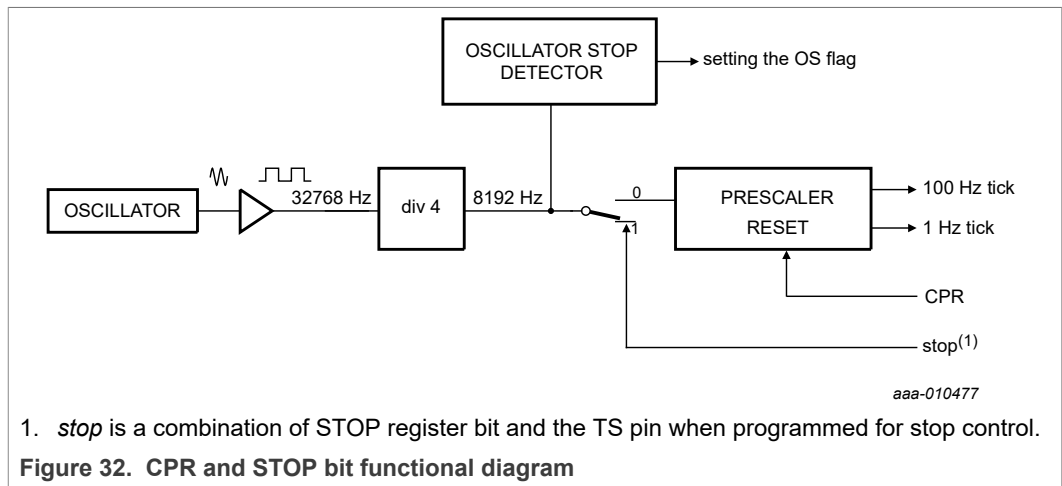 OSCILLATOR STOP
DETECTOR
setting the OS flag
OSCILLATOR
32768 Hz
div 4
8192 Hz
0
1
PRESCALER
RESET
100 Hz tick
1 Hz tick
CPR
stop(1)
aaa-010477
1. stop is a combination of STOP register bit and the TS pin when programmed for stop control.
Figure 32. CPR and STOP bit functional diagram